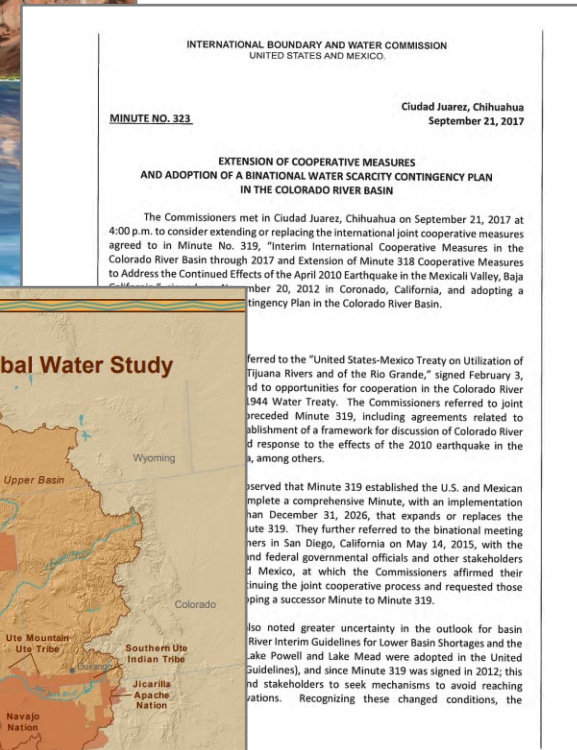 INTERNATIONAL BOUNDARY AND WATER COMMISSION
UNITED STATES AND MEXICO.
Ciudad Juarez, Chihuahua
MINUTE NO. 323
September 21, 2017
EXTENSION OF COOPERATIVE MEASURES
AND ADOPTION OF A BINATIONAL WATER SCARCITY CONTINGENCY PLAN
IN THE COLORADO RIVER BASIN
The Commissioners met in Ciudad Juarez, Chihuahua on September 21, 2017 at
4:00 p.m. to consider extending or replacing the international joint cooperative measures
agreed to in Minute No. 319, "Interim International Cooperative Measures in the
Colorado River Basin through 2017 and Extension of Minute 318 Cooperative Measures
to Address the Continued Effects of the April 2010 Earthquake in the Mexicali Valley, Baja
mber 20, 2012 in Coronado, California, and adopting a
tingency Plan in the Colorado River Basin.
ferred to the "United States-Mexico Treaty on Utilization of
Tijuana Rivers and of the Rio Grande," signed February 3,
nd to opportunities for cooperation in the Colorado River
1944 Water Treaty. The Commissioners referred to joint
preceded Minute 319, including agreements related to
ablishment of a framework for discussion of Colorado River
d response to the effects of the 2010 earthquake in the
a, among others.
bserved that Minute 319 established the U.S. and Mexican
mplete a comprehensive Minute, with an implementation
han December 31, 2026, that expands or replaces the
ute 319. They further referred to the binational meeting
ners in San Diego, California on May 14, 2015, with the
nd federal governmental officials and other stakeholders
d Mexico, at which the Commissioners affirmed their
tinuing the joint cooperative process and requested those
ping a successor Minute to Minute 319.
lso noted greater uncertainty in the outlook for basin
River Interim Guidelines for Lower Basin Shortages and the
Lake Powell and Lake Mead were adopted in the United
Guidelines), and since Minute 319 was signed in 2012; this
nd stakeholders to seek mechanisms to avoid reaching
vations. Recognizing these changed conditions, the
bal Water Study
Wyoming
Upper Basin
Colorado
Ute Mountain
Ute Tribe
Durango
Southern Ute
Indian Tribe
Jicarilla
Apache
Nation
Navajo
Nation